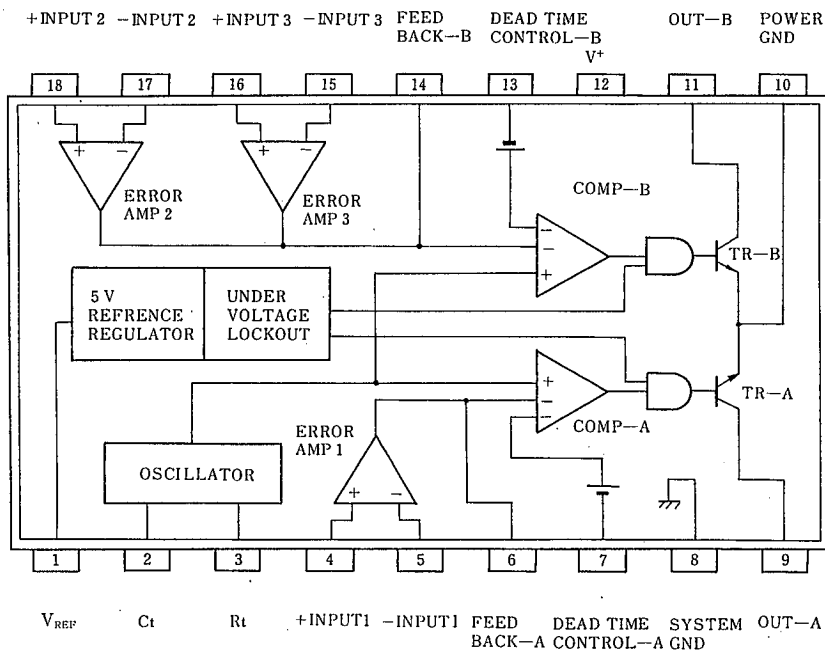 +INPUT 2 −INPUT 2 +INPUT 3 −INPUT 3 FEED BACK—B DEAD TIME CONTROL—B V+ OUT—B POWER GND
18 17 16 15 14 13 12 11 10
+ − + −
ERROR AMP 2
ERROR AMP 3
COMP—B
−
−
+
TR—B
5 V REFRENCE REGULATOR
UNDER VOLTAGE LOCKOUT
+
−
−
COMP—A
TR—A
ERROR AMP 1
OSCILLATOR
+ −
1 2 3 4 5 6 7 8 9
VREF Ct Rt +INPUT1 −INPUT1 FEED BACK—A DEAD TIME CONTROL—A SYSTEM GND OUT—A